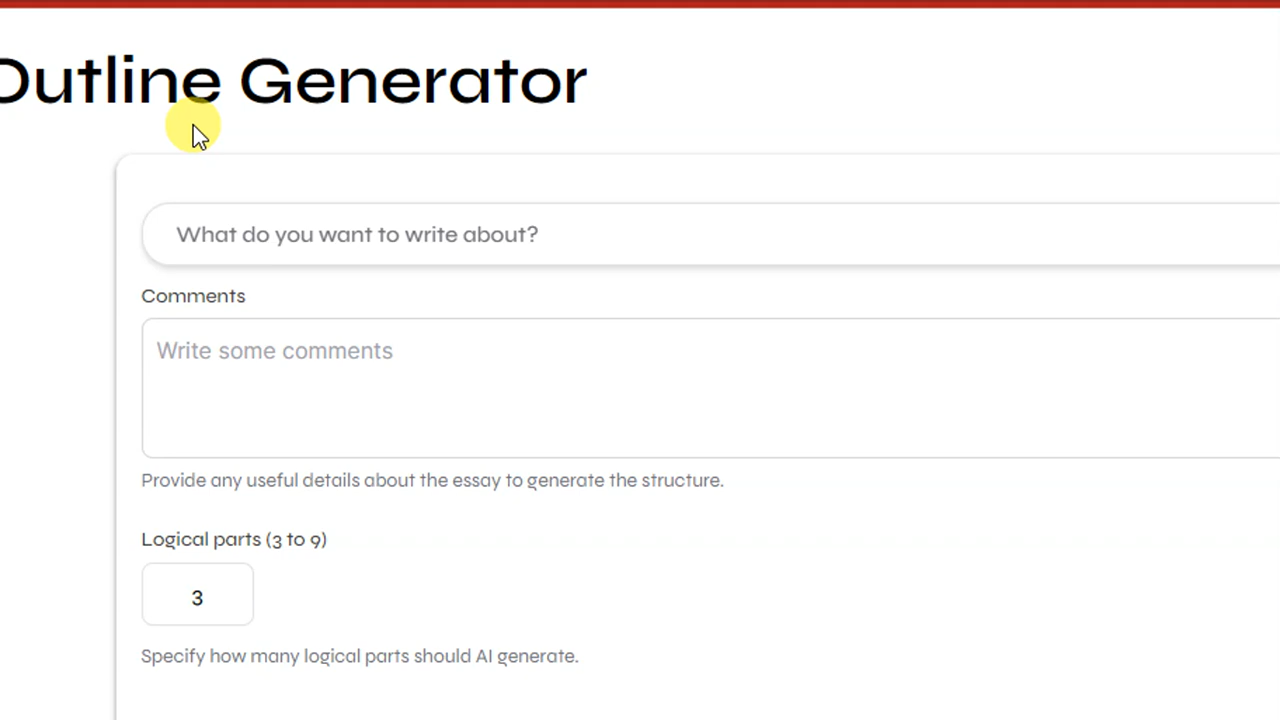 Outline Generator
What do you want to write about?
Comments
Write some comments
Provide any useful details about the essay to generate the structure.
Logical parts (3 to 9)
3
Specify how many logical parts should AI generate.